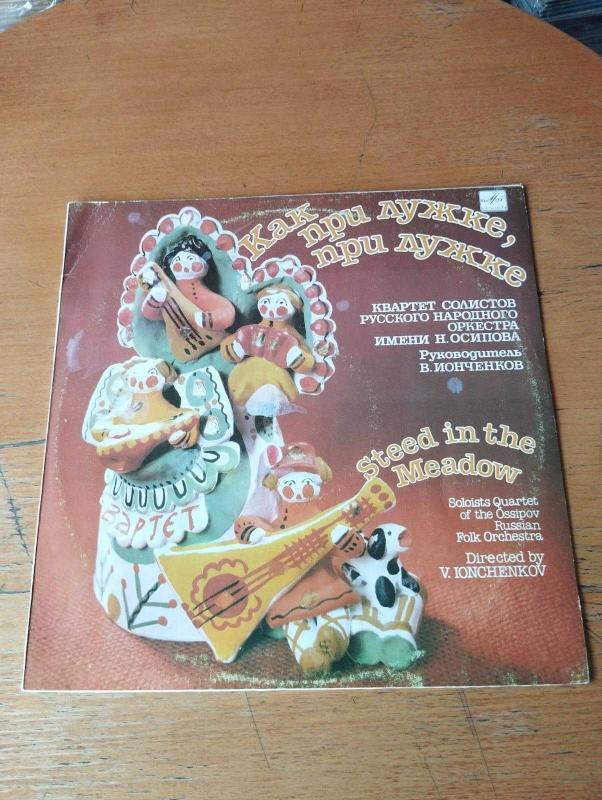 Как
при лужке,
при лужке
КВАРТЕТ СОЛИСТОВ
РУССКОГО НАРОДНОГО
ОРКЕСТРА
ИМЕНИ Н. ОСИПОВА
Руководитель
В. ИОНЧЕНКОВ
Steed in the
Meadow
Soloists Quartet
of the Ossipov
Russian
Folk Orchestra
Directed by
V. IONCHENKOV
КВАРТЕТ